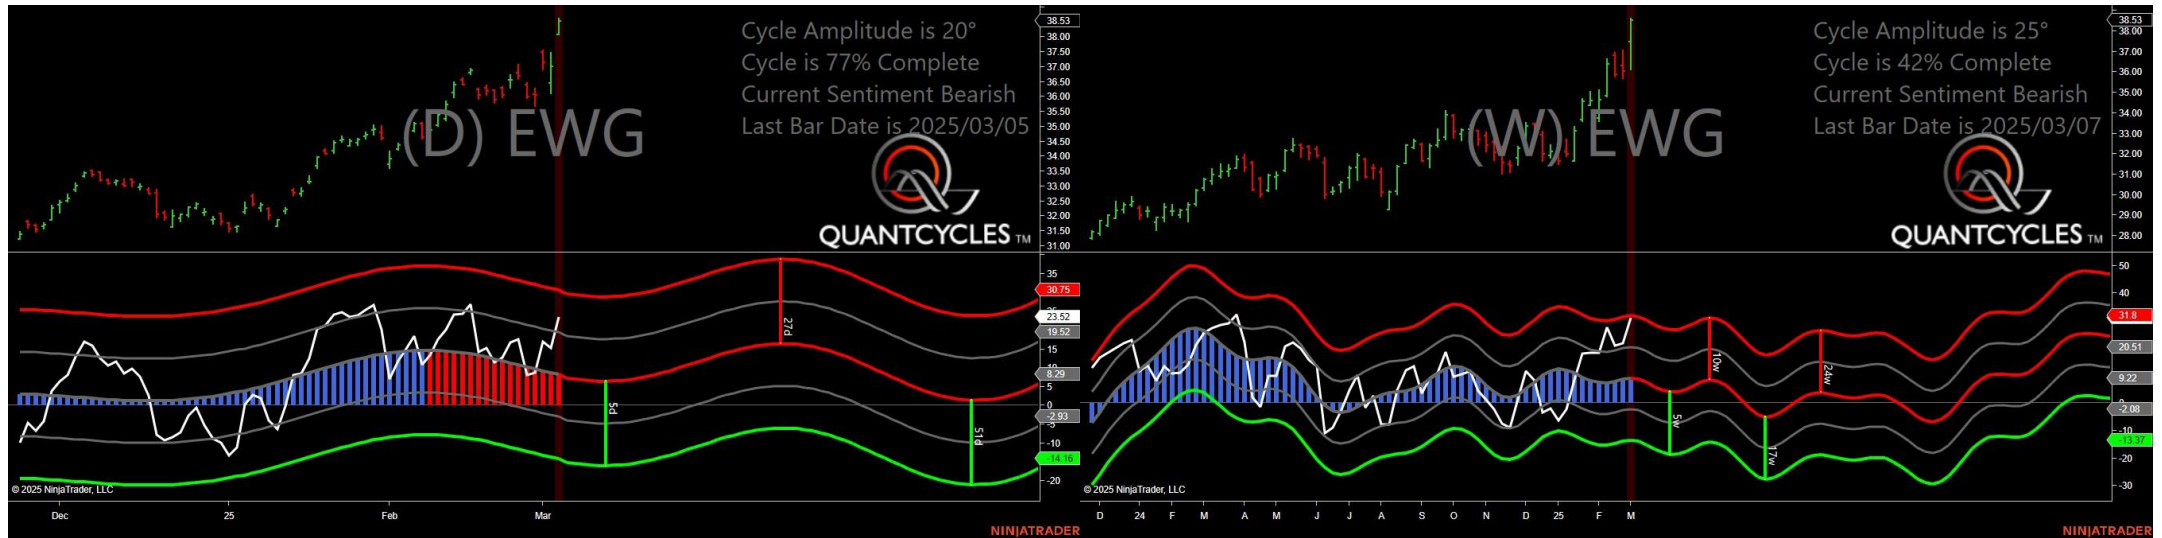 Cycle Amplitude is 20°
Cycle is 77% Complete
Current Sentiment Bearish
Last Bar Date is 2025/03/05
(D) EWG
QUANTCYCLES TM
38.53
38.00
37.50
37.00
36.50
36.00
35.50
35.00
34.50
34.00
33.50
33.00
32.50
32.00
31.50
31.00
35
30.75
23.52
19.52
15
8.29
5
0
-2.93
-5
-10
-14.16
-20
27d
5d
51d
© 2025 NinjaTrader, LLC
Dec
25
Feb
Mar
NINJATRADER
Cycle Amplitude is 25°
Cycle is 42% Complete
Current Sentiment Bearish
Last Bar Date is 2025/03/07
(W) EWG
QUANTCYCLES TM
38.53
38.00
37.00
36.00
35.00
34.00
33.00
32.00
31.00
30.00
29.00
28.00
50
40
31.8
20.51
9.22
-2.08
-10
-13.37
-20
-30
10w
24w
5w
17w
© 2025 NinjaTrader, LLC
D 24 F M A M J J A S O N D 25 F M
NINJATRADER